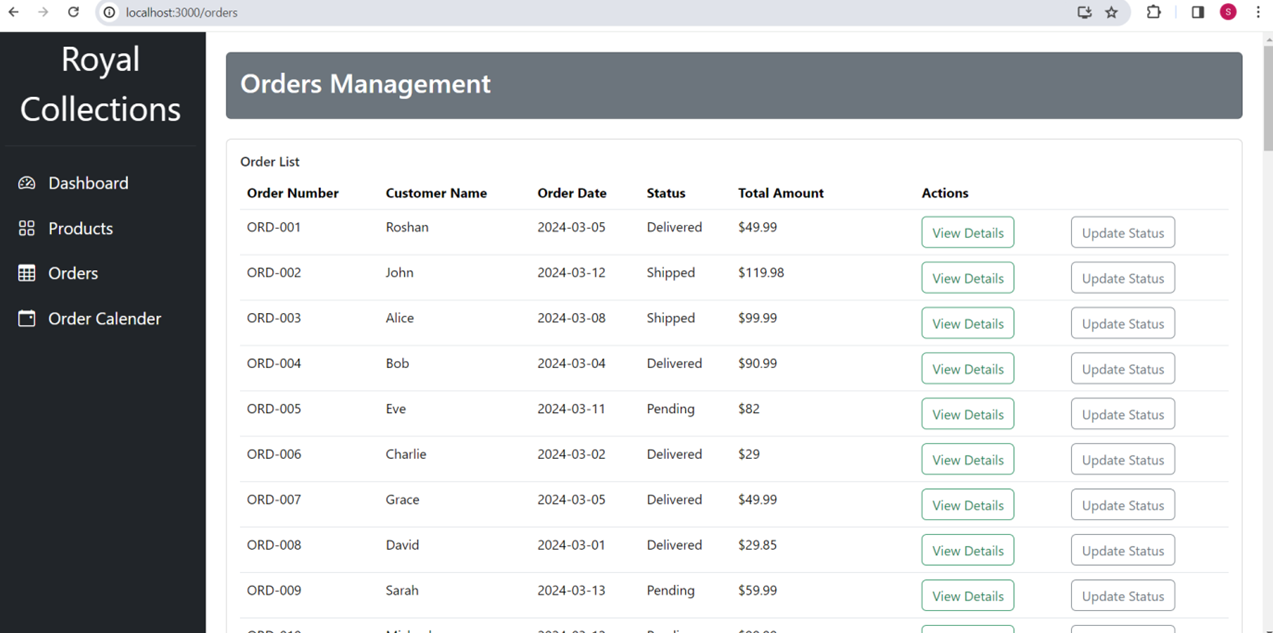 localhost:3000/orders
S
Royal
Collections
Dashboard
Products
Orders
Order Calender
Orders Management
Order List
Order Number Customer Name Order Date Status Total Amount Actions
ORD-001 Roshan 2024-03-05 Delivered $49.99 View Details Update Status
ORD-002 John 2024-03-12 Shipped $119.98 View Details Update Status
ORD-003 Alice 2024-03-08 Shipped $99.99 View Details Update Status
ORD-004 Bob 2024-03-04 Delivered $90.99 View Details Update Status
ORD-005 Eve 2024-03-11 Pending $82 View Details Update Status
ORD-006 Charlie 2024-03-02 Delivered $29 View Details Update Status
ORD-007 Grace 2024-03-05 Delivered $49.99 View Details Update Status
ORD-008 David 2024-03-01 Delivered $29.85 View Details Update Status
ORD-009 Sarah 2024-03-13 Pending $59.99 View Details Update Status